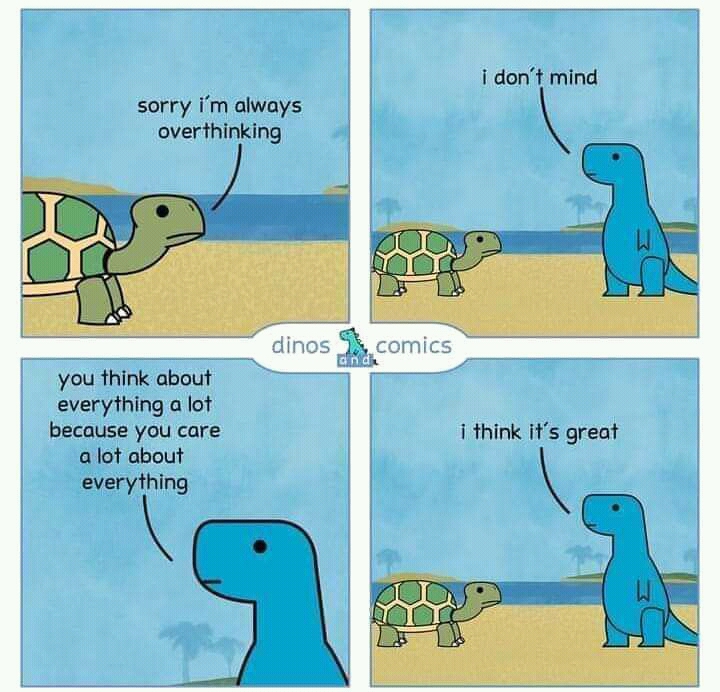 sorry i'm always
overthinking
i don't mind
dinos and comics
you think about
everything a lot
because you care
a lot about
everything
i think it's great